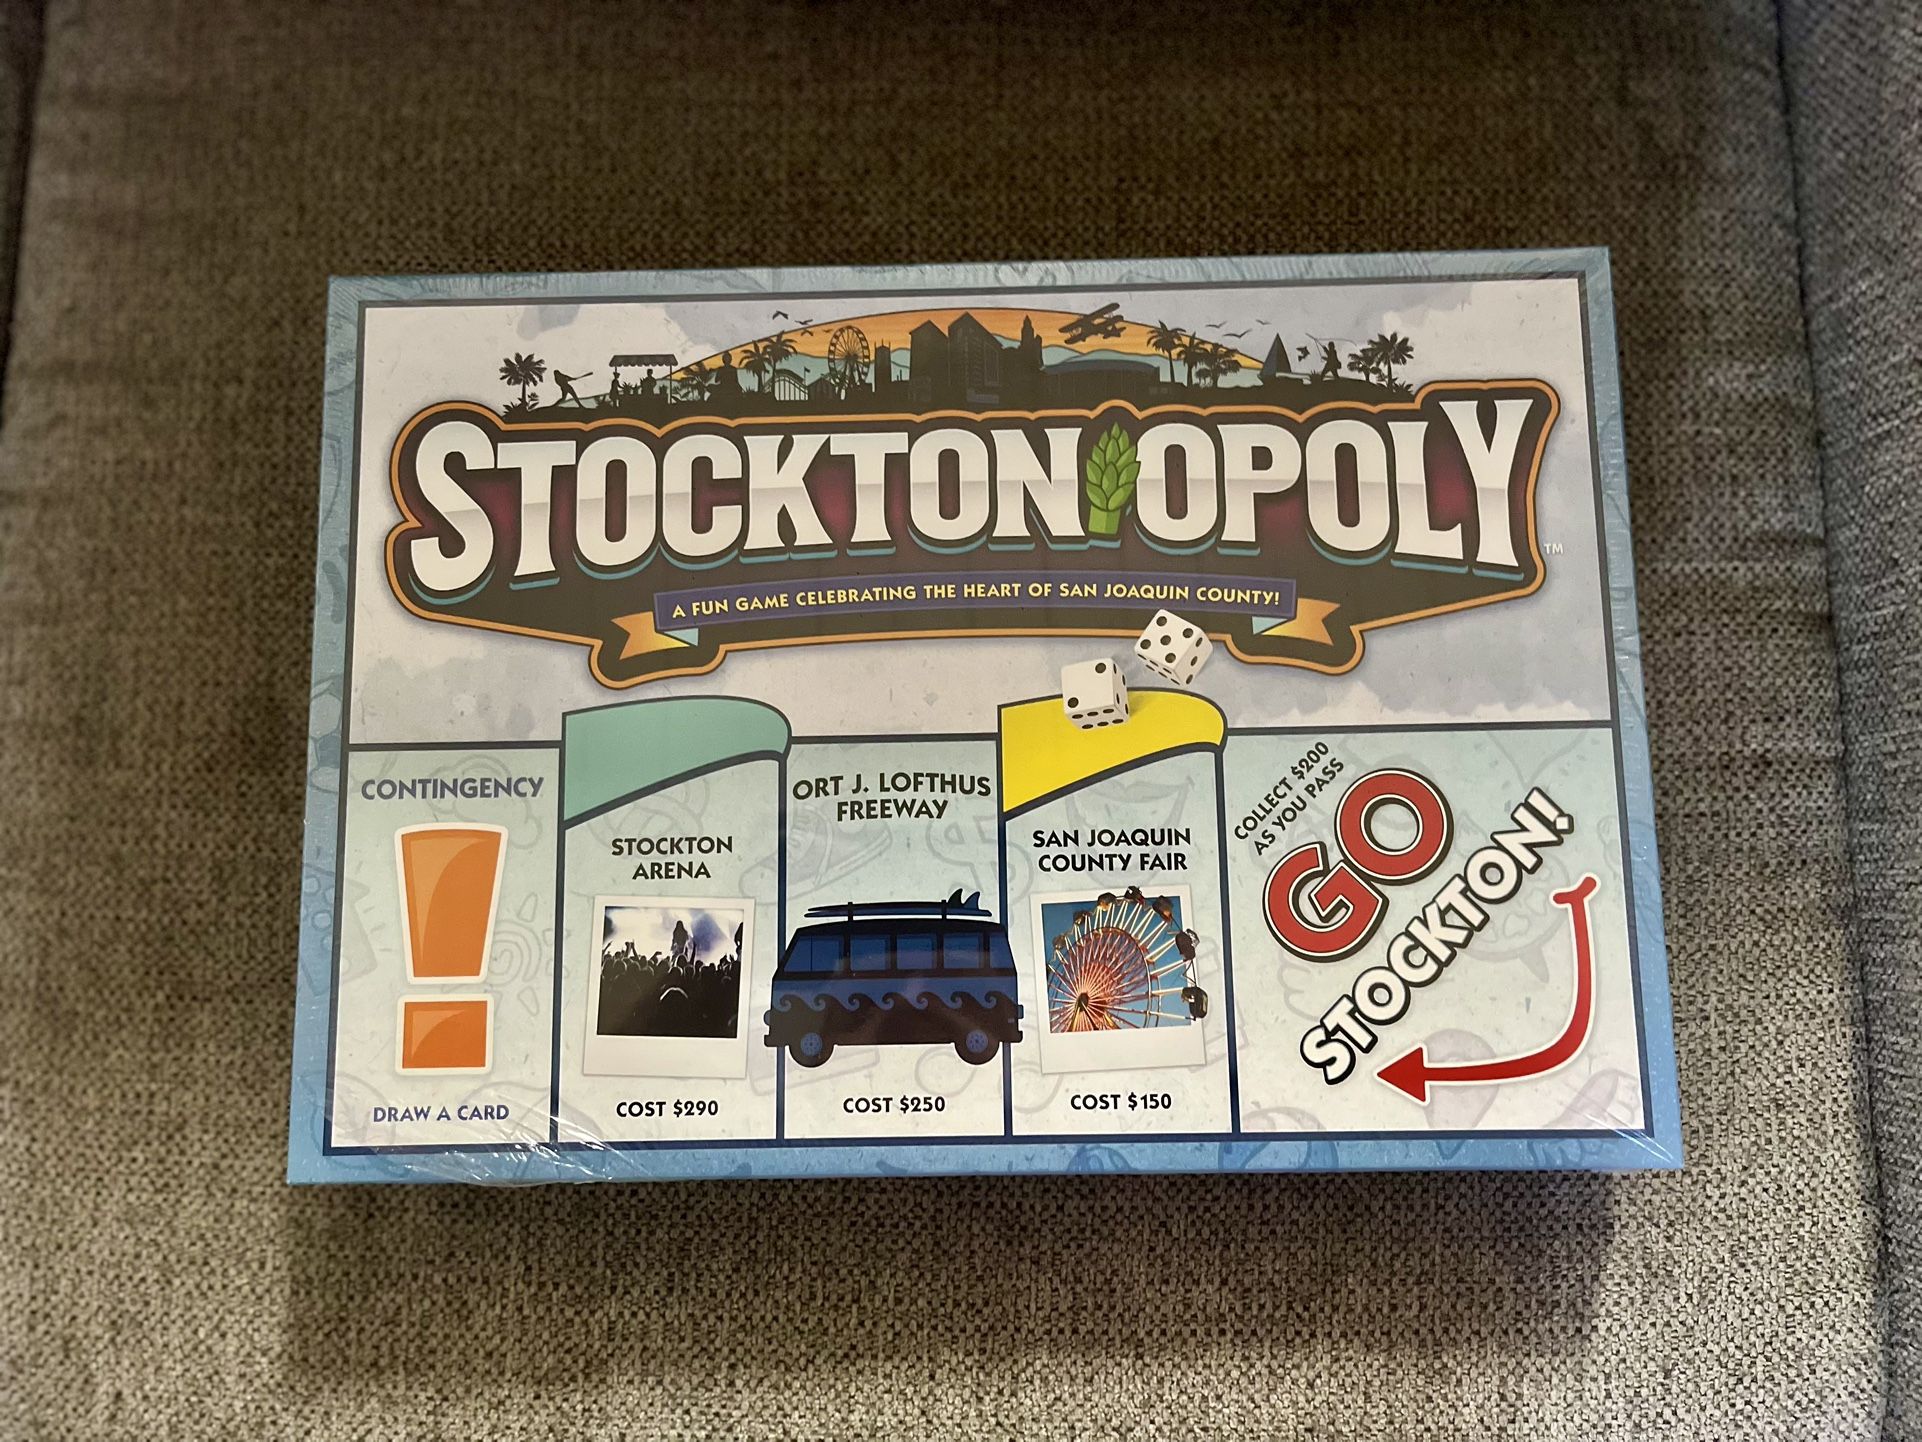 STOCKTON OPOLY
™
A FUN GAME CELEBRATING THE HEART OF SAN JOAQUIN COUNTY!
CONTINGENCY
!
DRAW A CARD
STOCKTON
ARENA
COST $290
ORT J. LOFTHUS
FREEWAY
COST $250
SAN JOAQUIN
COUNTY FAIR
COST $150
COLLECT $200
AS YOU PASS
GO
STOCKTON!